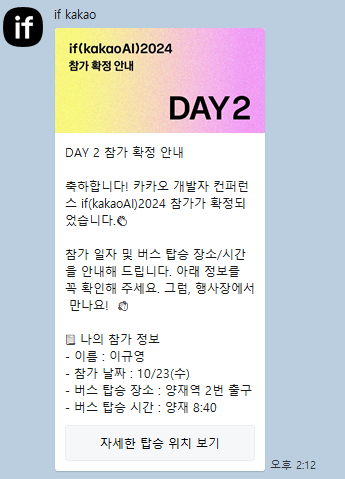 if
if kakao
if(kakaoAI)2024
참가 확정 안내
DAY 2
DAY 2 참가 확정 안내
축하합니다! 카카오 개발자 컨퍼런
스 if(kakaoAI)2024 참가가 확정되
었습니다.👏
참가 일자 및 버스 탑승 장소/시간
을 안내해 드립니다. 아래 정보를
꼭 확인해 주세요. 그럼, 행사장에서
만나요! 👏
🗒 나의 참가 정보
- 이름 : 이규영
- 참가 날짜 : 10/23(수)
- 버스 탑승 장소 : 양재역 2번 출구
- 버스 탑승 시간 : 양재 8:40
자세한 탑승 위치 보기
오후 2:12